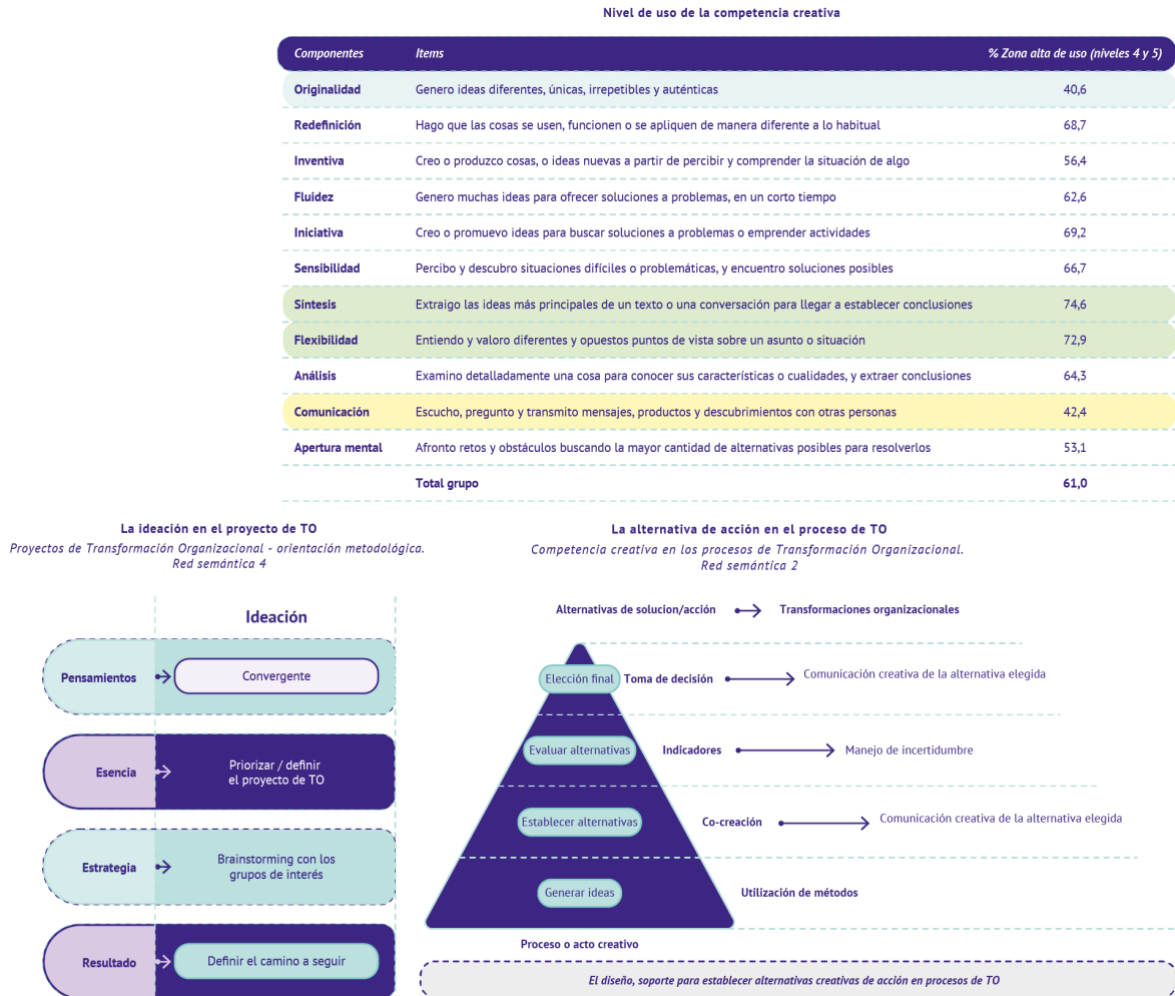 Nivel de uso de la competencia creativa
Componentes Items % Zona alta de uso (niveles 4 y 5)
Originalidad Genero ideas diferentes, únicas, irrepetibles y auténticas 40,6
Redefinición Hago que las cosas se usen, funcionen o se apliquen de manera diferente a lo habitual 68,7
Inventiva Creo o produzco cosas, o ideas nuevas a partir de percibir y comprender la situación de algo 56,4
Fluidez Genero muchas ideas para ofrecer soluciones a problemas, en un corto tiempo 62,6
Iniciativa Creo o promuevo ideas para buscar soluciones a problemas o emprender actividades 69,2
Sensibilidad Percibo y descubro situaciones difíciles o problemáticas, y encuentro soluciones posibles 66,7
Síntesis Extraigo las ideas más principales de un texto o una conversación para llegar a establecer conclusiones 74,6
Flexibilidad Entiendo y valoro diferentes y opuestos puntos de vista sobre un asunto o situación 72,9
Análisis Examino detalladamente una cosa para conocer sus características o cualidades, y extraer conclusiones 64,3
Comunicación Escucho, pregunto y transmito mensajes, productos y descubrimientos con otras personas 42,4
Apertura mental Afronto retos y obstáculos buscando la mayor cantidad de alternativas posibles para resolverlos 53,1
Total grupo 61,0
La ideación en el proyecto de TO
Proyectos de Transformación Organizacional - orientación metodológica.
Red semántica 4
Ideación
Pensamientos Convergente
Esencia Priorizar / definir
el proyecto de TO
Estrategia Brainstorming con los
grupos de interés
Resultado Definir el camino a seguir
La alternativa de acción en el proceso de TO
Competencia creativa en los procesos de Transformación Organizacional.
Red semántica 2
Alternativas de solucion/acción Transformaciones organizacionales
Elección final Toma de decisión Comunicación creativa de la alternativa elegida
Evaluar alternativas Indicadores Manejo de incertidumbre
Establecer alternativas Co-creación Comunicación creativa de la alternativa elegida
Generar ideas Utilización de métodos
Proceso o acto creativo
El diseño, soporte para establecer alternativas creativas de acción en procesos de TO